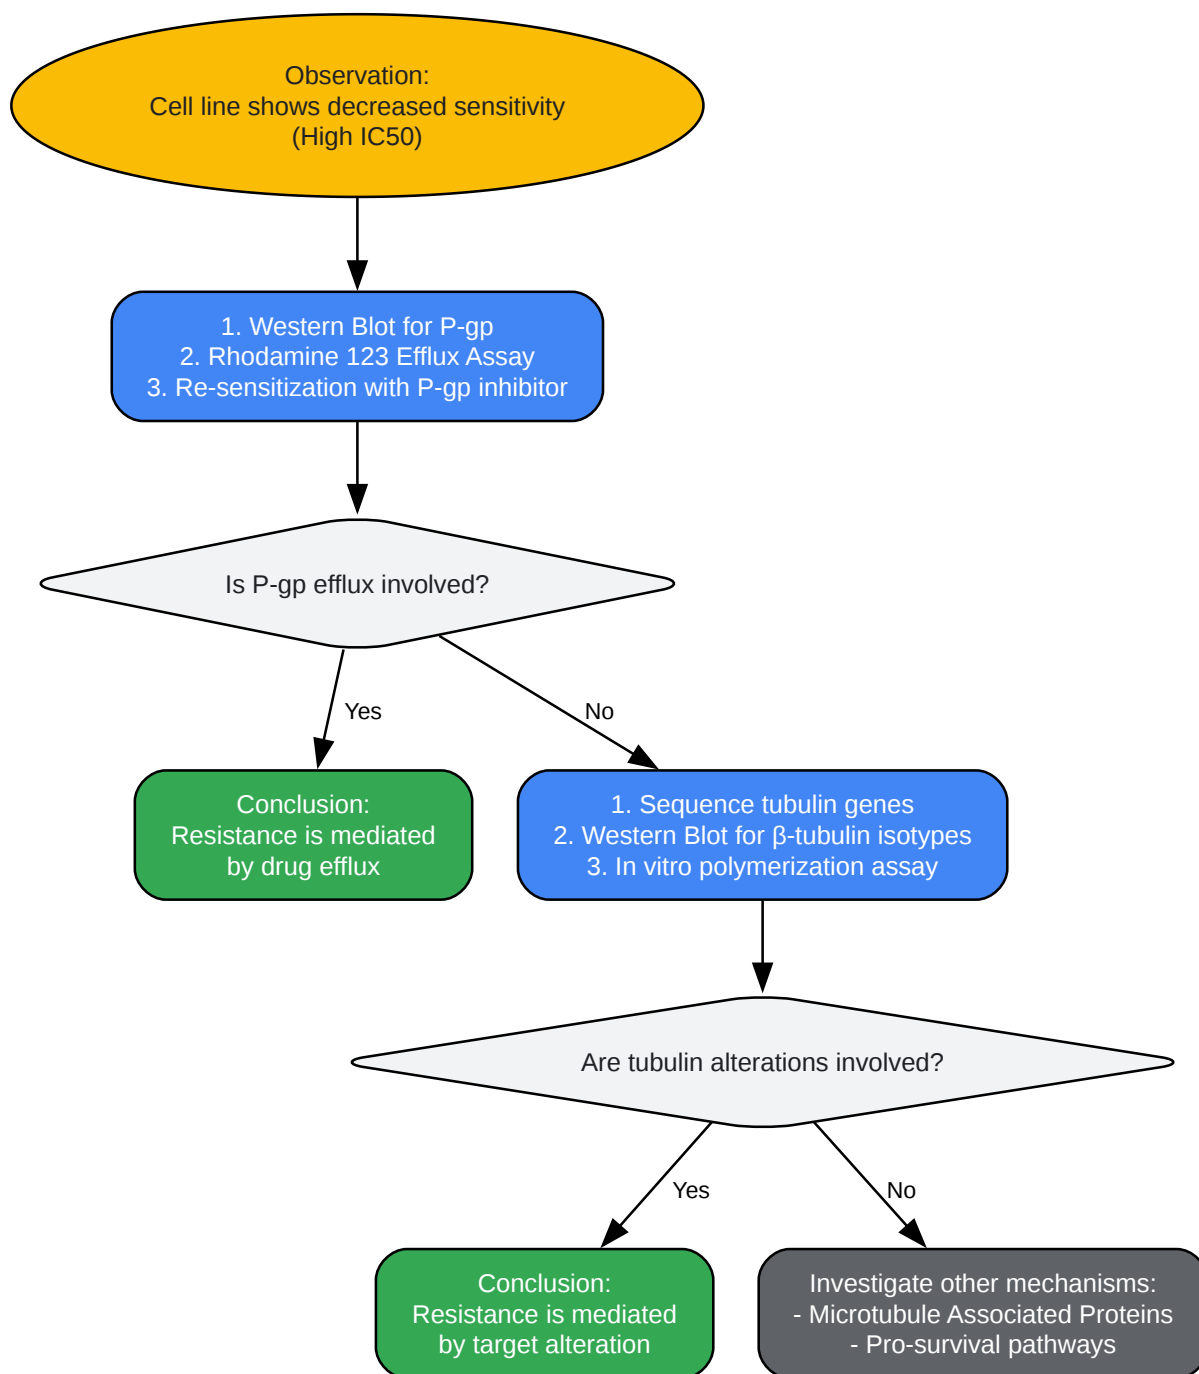 Observation:
Cell line shows decreased sensitivity
(High IC50)
1. Western Blot for P-gp
2. Rhodamine 123 Efflux Assay
3. Re-sensitization with P-gp inhibitor
Is P-gp efflux involved?
Yes
No
Conclusion:
Resistance is mediated
by drug efflux
1. Sequence tubulin genes
2. Western Blot for β-tubulin isotypes
3. In vitro polymerization assay
Are tubulin alterations involved?
Yes
No
Conclusion:
Resistance is mediated
by target alteration
Investigate other mechanisms:
- Microtubule Associated Proteins
- Pro-survival pathways